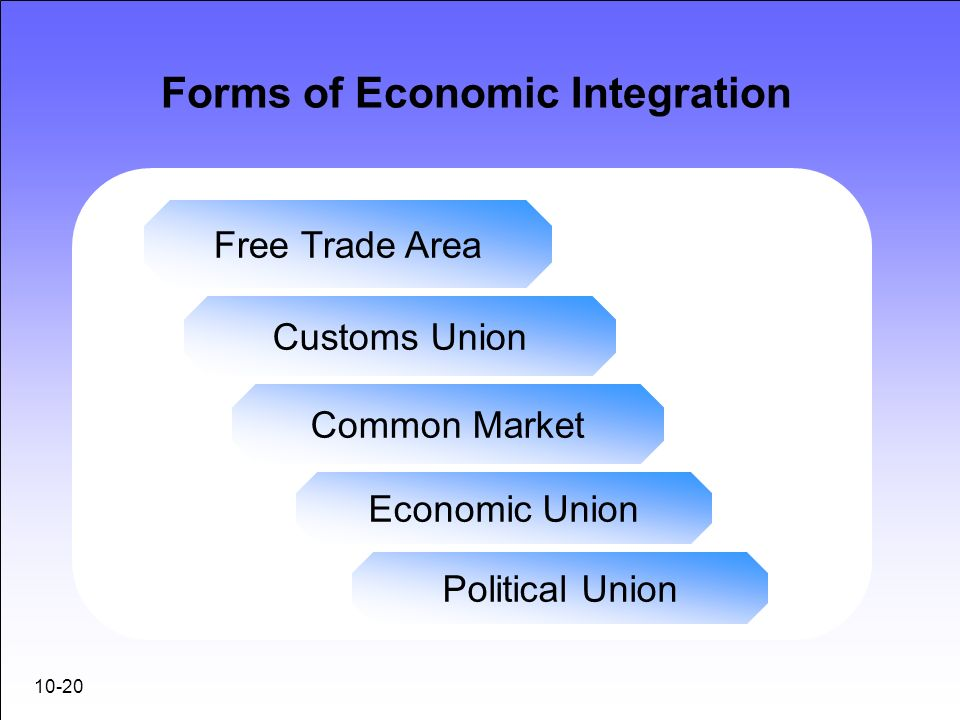 Forms of Economic Integration
Free Trade Area
Customs Union
Common Market
Economic Union
Political Union
10-20